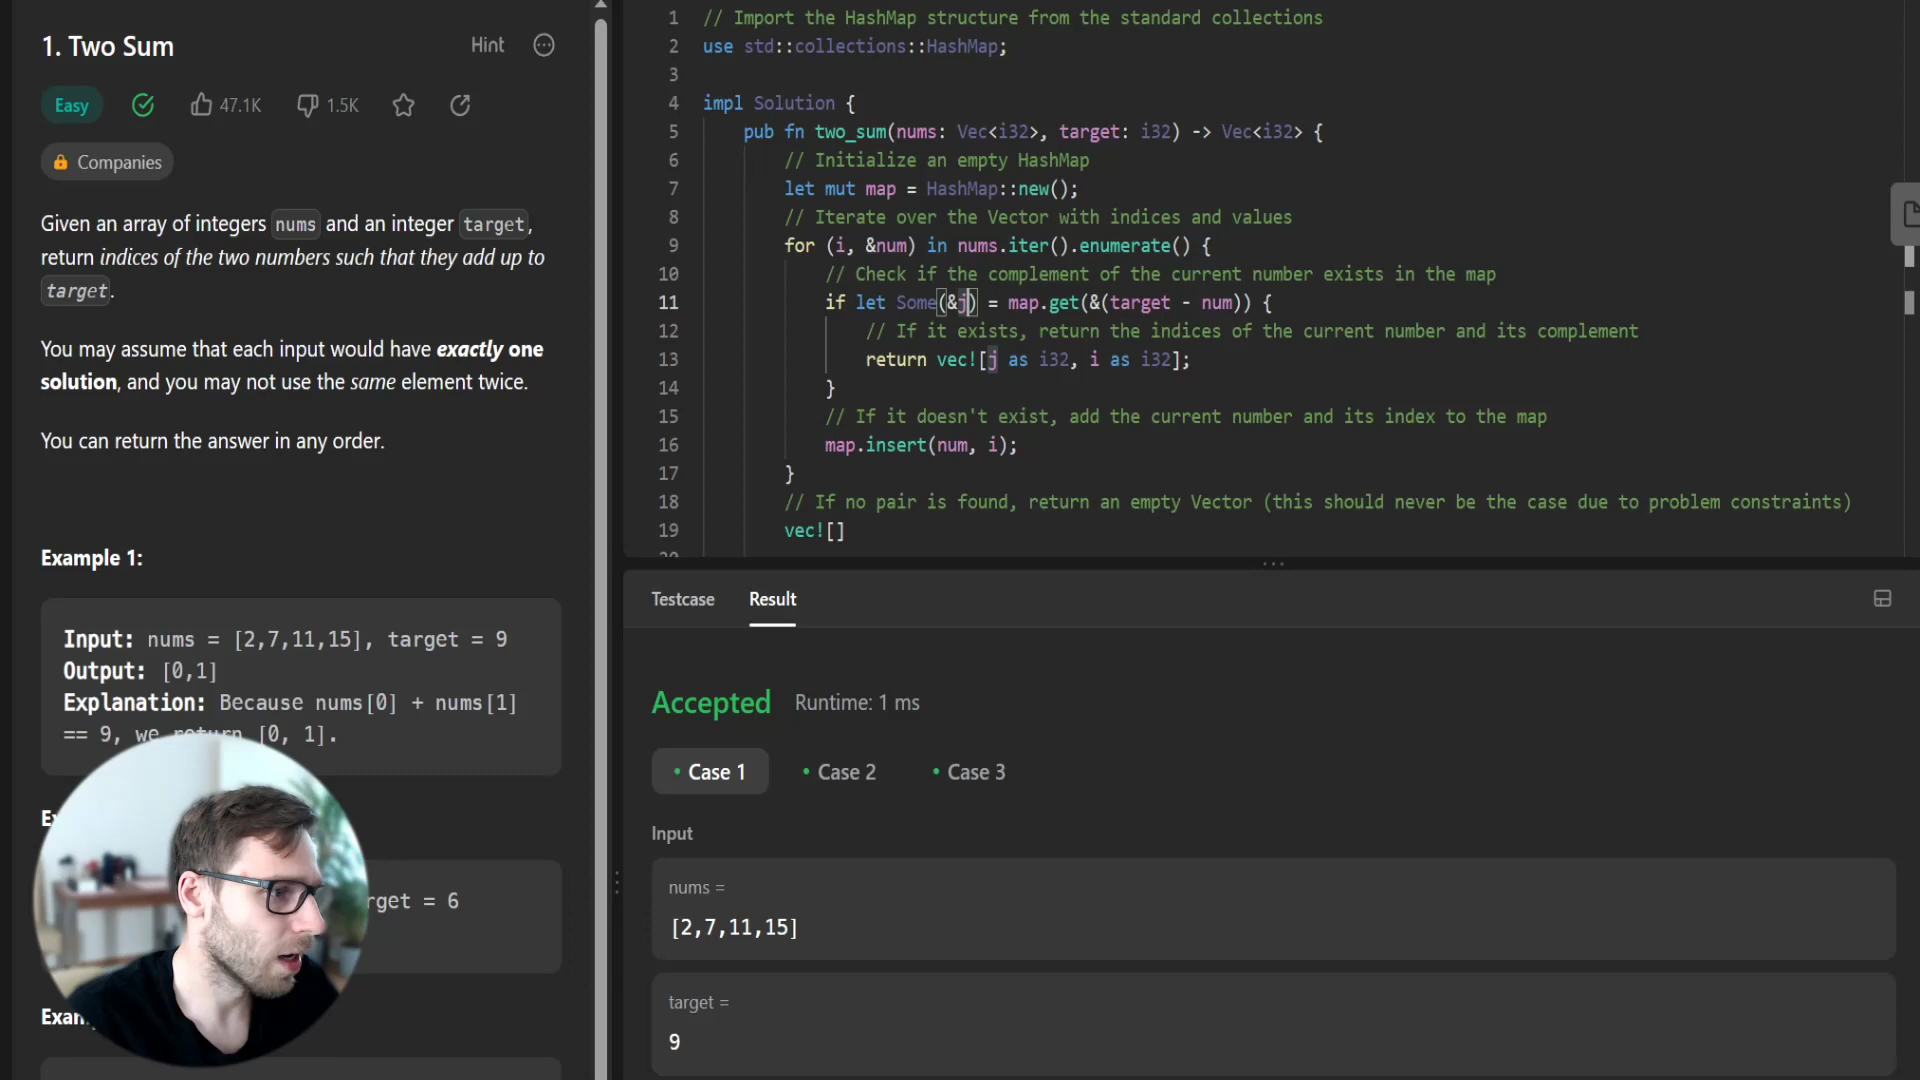 1. Two Sum
Hint
Easy
47.1K
1.5K
Companies
Given an array of integers nums and an integer target,
return indices of the two numbers such that they add up to
target.
You may assume that each input would have exactly one
solution, and you may not use the same element twice.
You can return the answer in any order.
Example 1:
Input: nums = [2,7,11,15], target = 9
Output: [0,1]
Explanation: Because nums[0] + nums[1]
== 9, we return [0, 1].
= 6
1 // Import the HashMap structure from the standard collections
2 use std::collections::HashMap;
3
4 impl Solution {
5 pub fn two_sum(nums: Vec<i32>, target: i32) -> Vec<i32> {
6 // Initialize an empty HashMap
7 let mut map = HashMap::new();
8 // Iterate over the Vector with indices and values
9 for (i, &num) in nums.iter().enumerate() {
10 // Check if the complement of the current number exists in the map
11 if let Some(&j) = map.get(&(target - num)) {
12 // If it exists, return the indices of the current number and its complement
13 return vec![j as i32, i as i32];
14 }
15 // If it doesn't exist, add the current number and its index to the map
16 map.insert(num, i);
17 }
18 // If no pair is found, return an empty Vector (this should never be the case due to problem constraints)
19 vec![]
Testcase
Result
Accepted
Runtime: 1 ms
Case 1
Case 2
Case 3
Input
nums =
[2,7,11,15]
target =
9